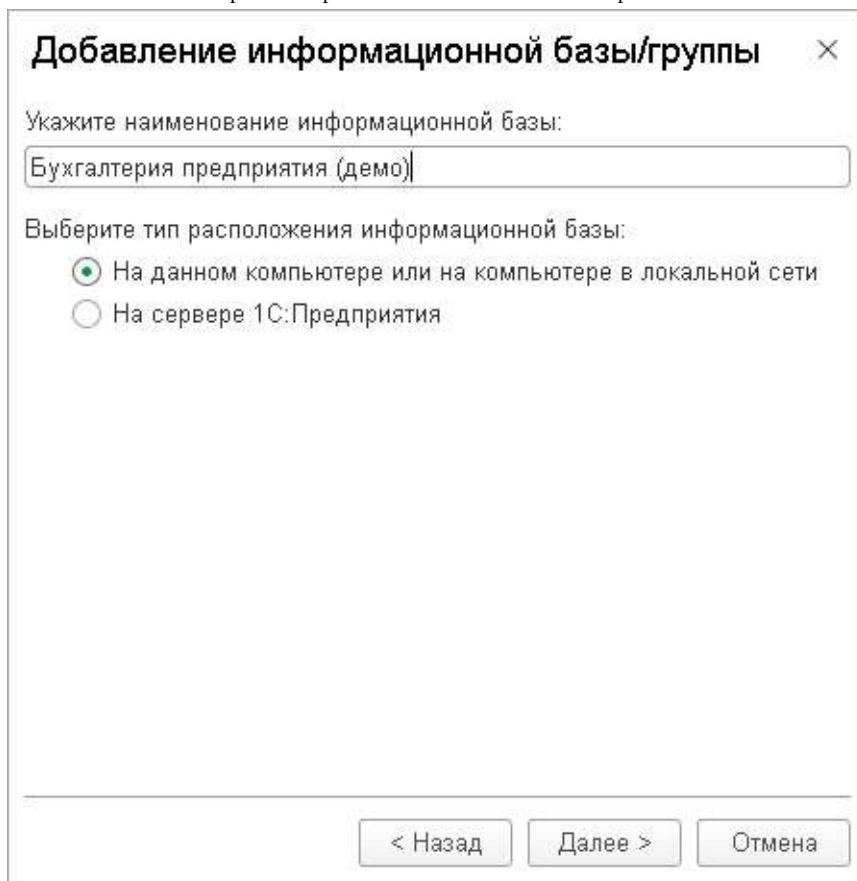 Добавление информационной базы/группы
Укажите наименование информационной базы:
Бухгалтерия предприятия (демо)
Выберите тип расположения информационной базы:
На данном компьютере или на компьютере в локальной сети
На сервере 1С:Предприятия
< Назад
Далее >
Отмена